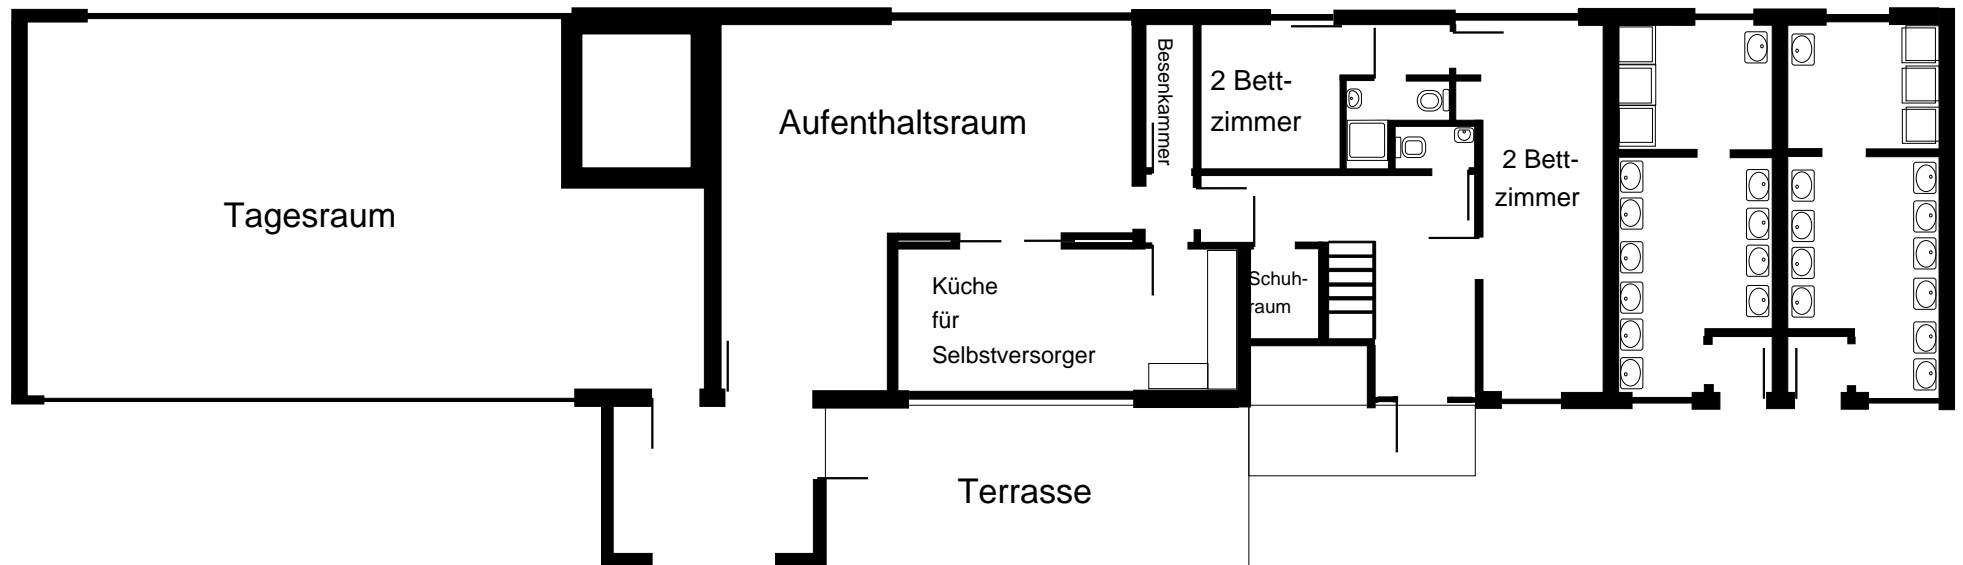 Tagesraum
Aufenthaltsraum
Besenkammer
2 Bett-
zimmer
2 Bett-
zimmer
Küche
für
Selbstversorger
Schuh-
raum
Terrasse